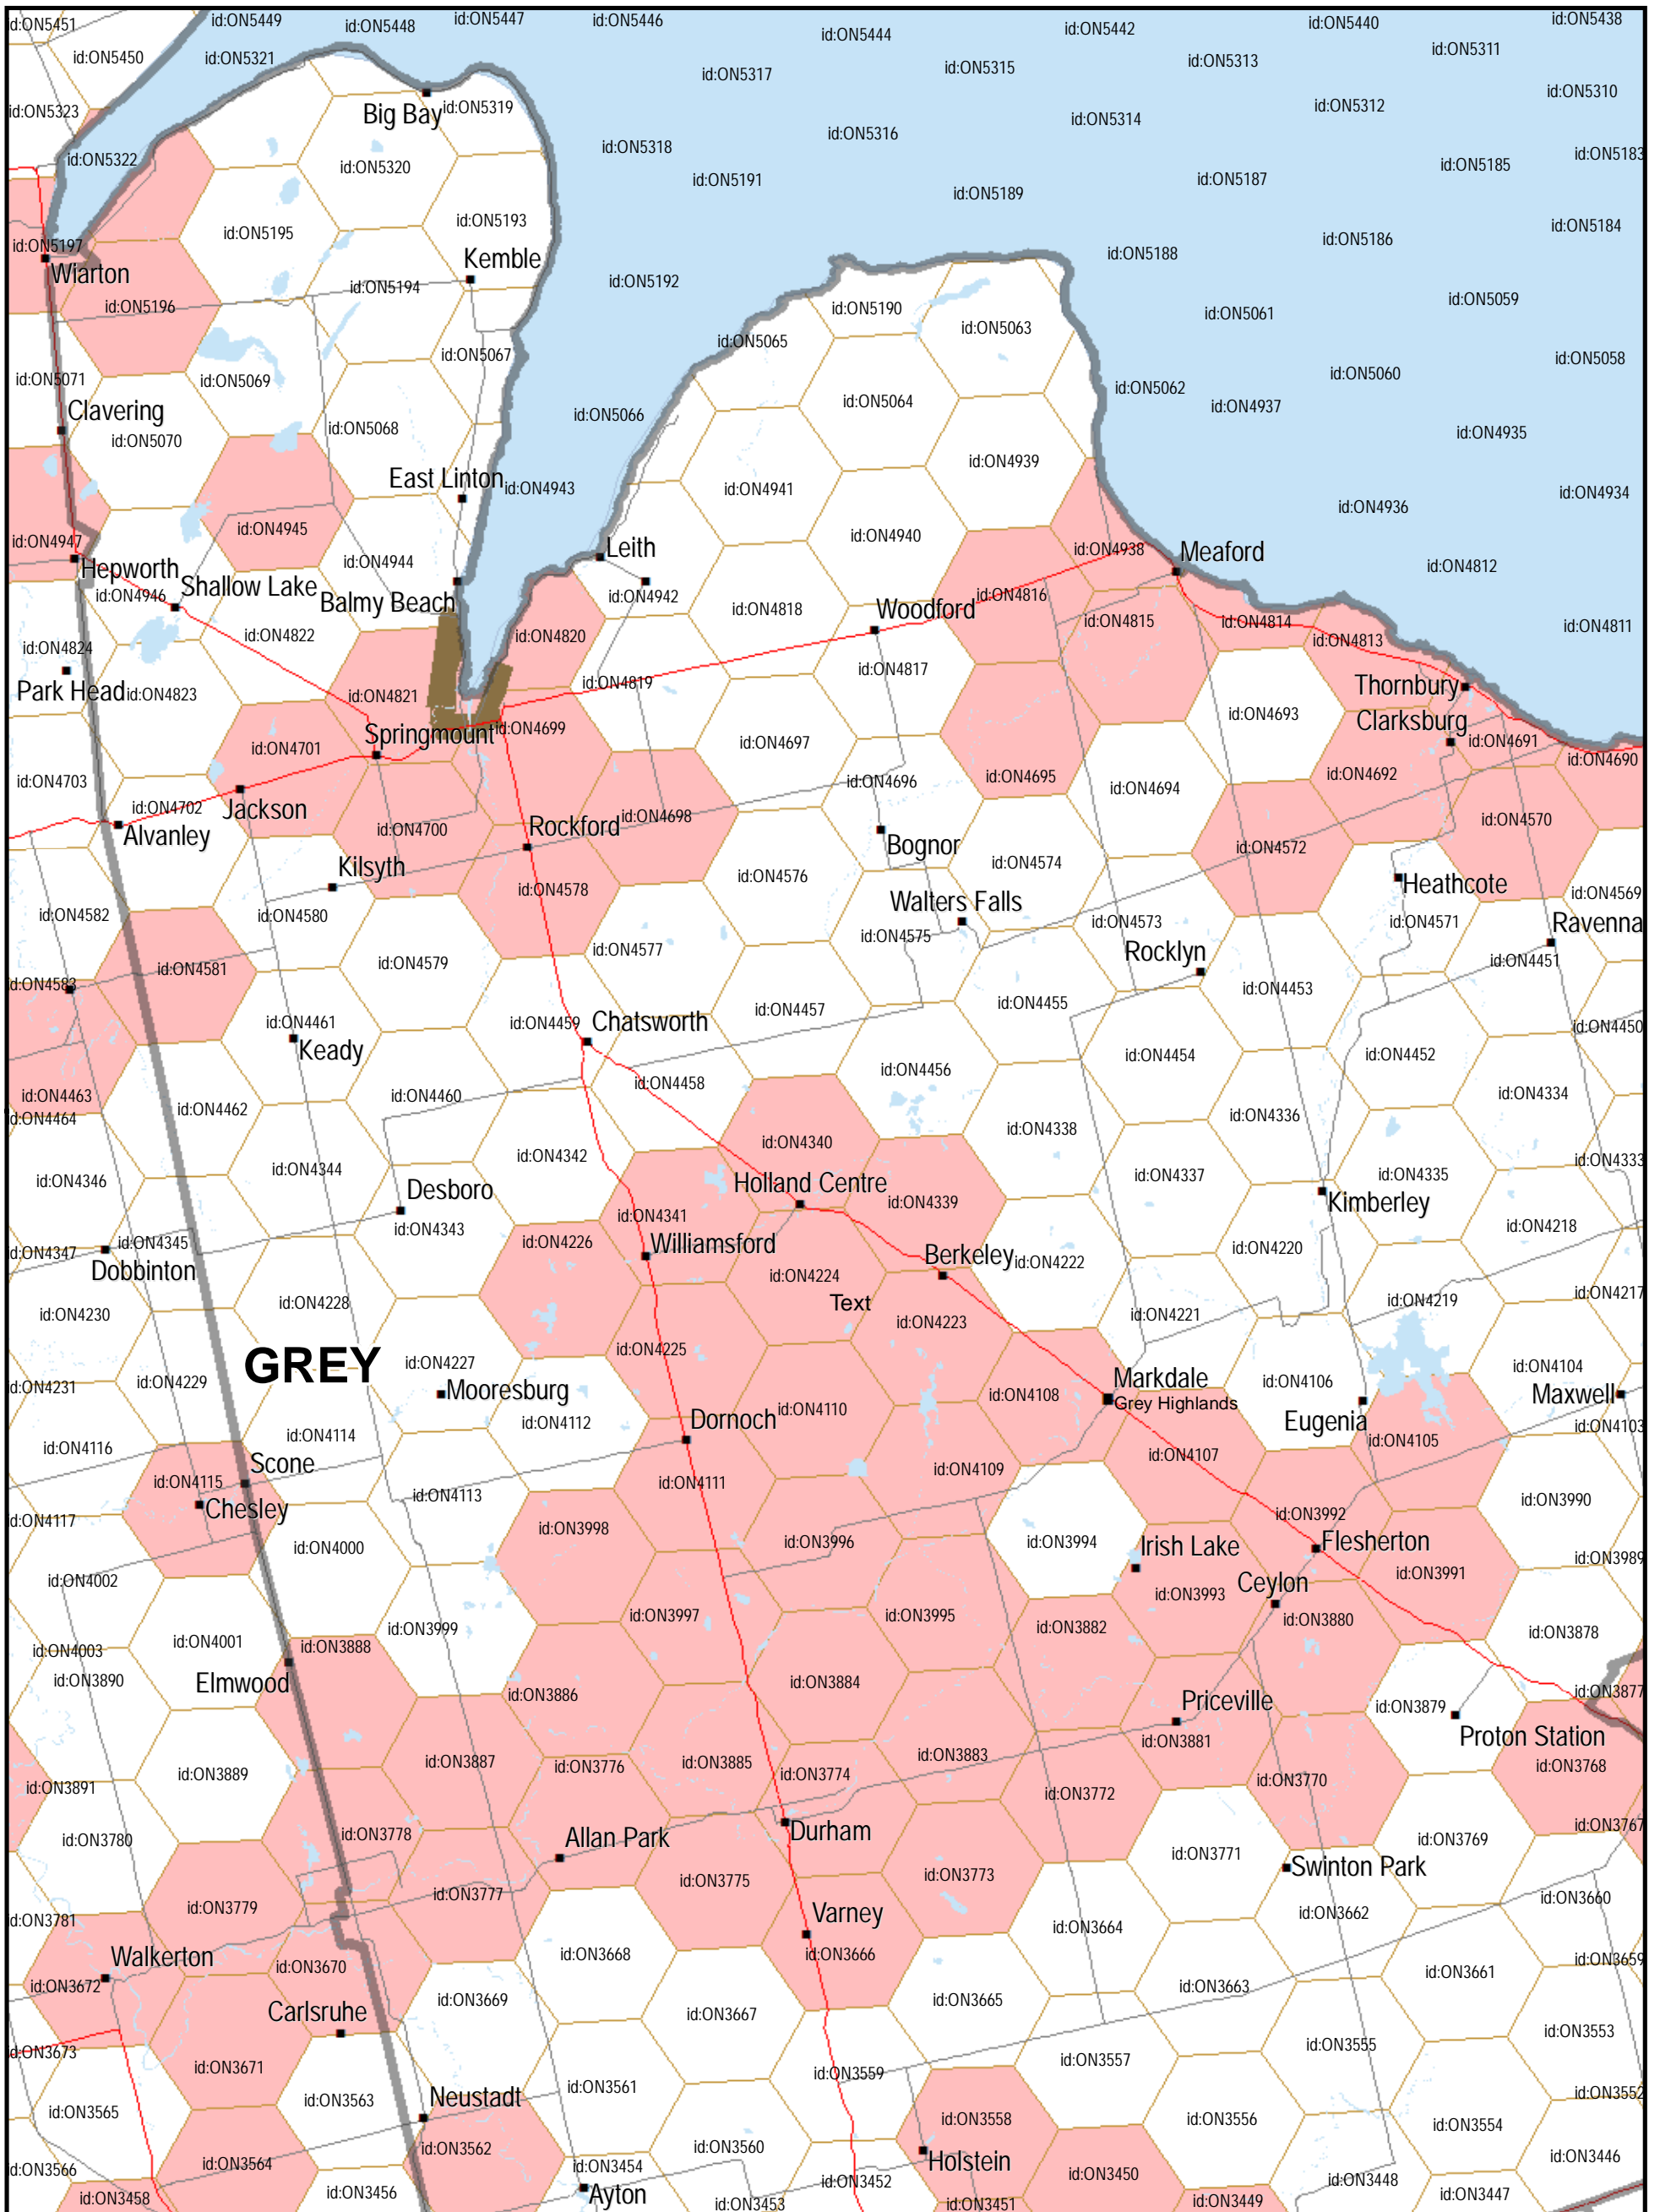 id:ON5451
id:ON5449
id:ON5448
id:ON5447
id:ON5446
id:ON5444
id:ON5442
id:ON5440
id:ON5438
id:ON5450
id:ON5321
id:ON5317
id:ON5315
id:ON5313
id:ON5311
id:ON5310
id:ON5323
Big Bay
id:ON5319
id:ON5316
id:ON5314
id:ON5312
id:ON5322
id:ON5320
id:ON5318
id:ON5191
id:ON5189
id:ON5187
id:ON5185
id:ON5183
id:ON5197
id:ON5195
id:ON5193
id:ON5188
id:ON5186
id:ON5184
Wiarton
Kemble
id:ON5196
id:ON5194
id:ON5192
id:ON5190
id:ON5063
id:ON5061
id:ON5059
id:ON5071
id:ON5069
id:ON5067
id:ON5065
id:ON5062
id:ON5060
id:ON5058
Clavering
id:ON5070
id:ON5068
id:ON5066
id:ON5064
id:ON4937
id:ON4935
East Linton
id:ON4943
id:ON4941
id:ON4939
id:ON4936
id:ON4934
id:ON4947
id:ON4945
id:ON4944
Leith
id:ON4940
id:ON4938
Meaford
id:ON4812
Hepworth
id:ON4946
Shallow Lake
Balmy Beach
id:ON4942
id:ON4818
Woodford
id:ON4816
id:ON4815
id:ON4814
id:ON4813
id:ON4811
id:ON4824
id:ON4822
id:ON4820
Park Head
id:ON4823
id:ON4821
id:ON4819
id:ON4817
Thornbury
id:ON4701
Springmount
id:ON4699
id:ON4697
id:ON4693
Clarksburg
id:ON4691
id:ON4690
id:ON4703
id:ON4702
Jackson
id:ON4700
id:ON4698
id:ON4696
id:ON4695
id:ON4694
id:ON4692
Alvanley
Rockford
Bognor
id:ON4572
id:ON4570
Kilsyth
id:ON4578
id:ON4576
id:ON4574
Heathcote
id:ON4569
id:ON4582
id:ON4580
Walters Falls
id:ON4575
id:ON4573
id:ON4571
Ravenna
id:ON4583
id:ON4581
id:ON4579
id:ON4577
Rocklyn
id:ON4453
id:ON4451
id:ON4461
Keady
id:ON4459
Chatsworth
id:ON4457
id:ON4455
id:ON4450
id:ON4463
id:ON4464
id:ON4462
id:ON4460
id:ON4458
id:ON4456
id:ON4454
id:ON4452
id:ON4346
id:ON4344
id:ON4342
id:ON4340
id:ON4338
id:ON4336
id:ON4334
Desboro
Holland Centre
id:ON4339
id:ON4337
id:ON4335
id:ON4333
Kimberley
id:ON4347
id:ON4345
id:ON4343
id:ON4341
Dobbinton
id:ON4226
Williamsford
id:ON4224
Text
Berkeley
id:ON4222
id:ON4220
id:ON4218
id:ON4230
id:ON4228
id:ON4225
id:ON4223
id:ON4221
id:ON4219
id:ON4217
GREY
id:ON4231
id:ON4229
id:ON4227
Mooresburg
id:ON4112
id:ON4110
id:ON4108
Markdale
Grey Highlands
id:ON4106
Eugenia
id:ON4104
Maxwell
id:ON4103
id:ON4116
id:ON4114
Dornoch
id:ON4109
id:ON4107
id:ON4105
id:ON4115
Scone
Chesley
id:ON4113
id:ON4111
id:ON4117
id:ON4000
id:ON3998
id:ON3996
id:ON3994
Irish Lake
id:ON3992
Flesherton
id:ON3990
id:ON3989
id:ON4002
id:ON3999
id:ON3997
id:ON3995
id:ON3993
Ceylon
id:ON3991
id:ON4003
id:ON4001
id:ON3888
id:ON3882
id:ON3880
id:ON3878
id:ON3890
Elmwood
id:ON3886
id:ON3884
Priceville
id:ON3881
id:ON3879
id:ON3877
Proton Station
id:ON3891
id:ON3889
id:ON3887
id:ON3776
id:ON3885
id:ON3774
id:ON3883
id:ON3772
id:ON3770
id:ON3768
id:ON3780
id:ON3778
Allan Park
Durham
id:ON3771
id:ON3769
id:ON3767
Swinton Park
id:ON3781
id:ON3779
id:ON3777
id:ON3775
id:ON3773
Varney
id:ON3664
id:ON3662
id:ON3660
Walkerton
id:ON3672
id:ON3670
id:ON3668
id:ON3666
id:ON3663
id:ON3661
id:ON3659
Carlsruhe
id:ON3669
id:ON3667
id:ON3665
id:ON3673
id:ON3671
id:ON3563
id:ON3561
id:ON3559
id:ON3557
id:ON3555
id:ON3553
id:ON3565
Neustadt
id:ON3558
id:ON3556
id:ON3554
id:ON3552
id:ON3566
id:ON3564
id:ON3562
id:ON3560
Holstein
id:ON3458
id:ON3456
id:ON3454
Ayton
id:ON3453
id:ON3452
id:ON3451
id:ON3450
id:ON3449
id:ON3448
id:ON3447
id:ON3446